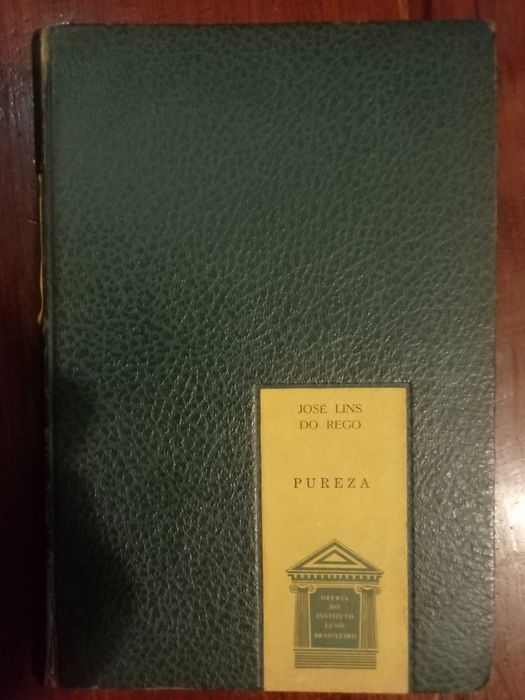 JOSÉ LINS
DO REGO
PUREZA
OFERTA
DO
INSTITUTO
LUSO
BRASILEIRO